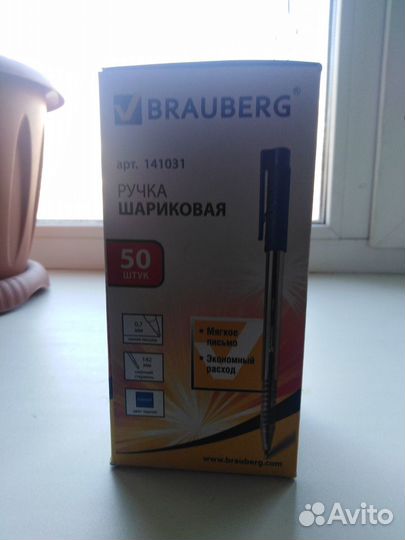 BRAUBERG®
арт. 141031
РУЧКА
ШАРИКОВАЯ
50
ШТУК
0,7
мм
• Мягкое
письмо
• Экономный
расход
142
мм
www.brauberg.com
Avito